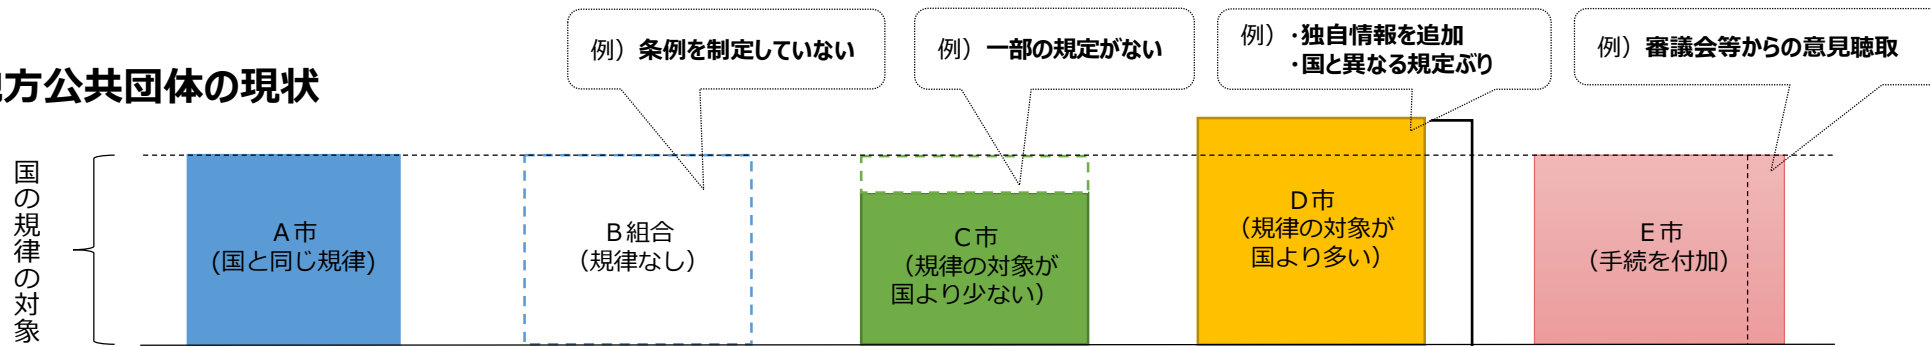 例）条例を制定していない
例）一部の規定がない
例）・独自情報を追加
・国と異なる規定ぶり
例）審議会等からの意見聴取
方公共団体の現状
国の規律の対象
Ａ市
(国と同じ規律)
Ｂ組合
（規律なし）
Ｃ市
（規律の対象が
国より少ない）
Ｄ市
（規律の対象が
国より多い）
Ｅ市
（手続を付加）